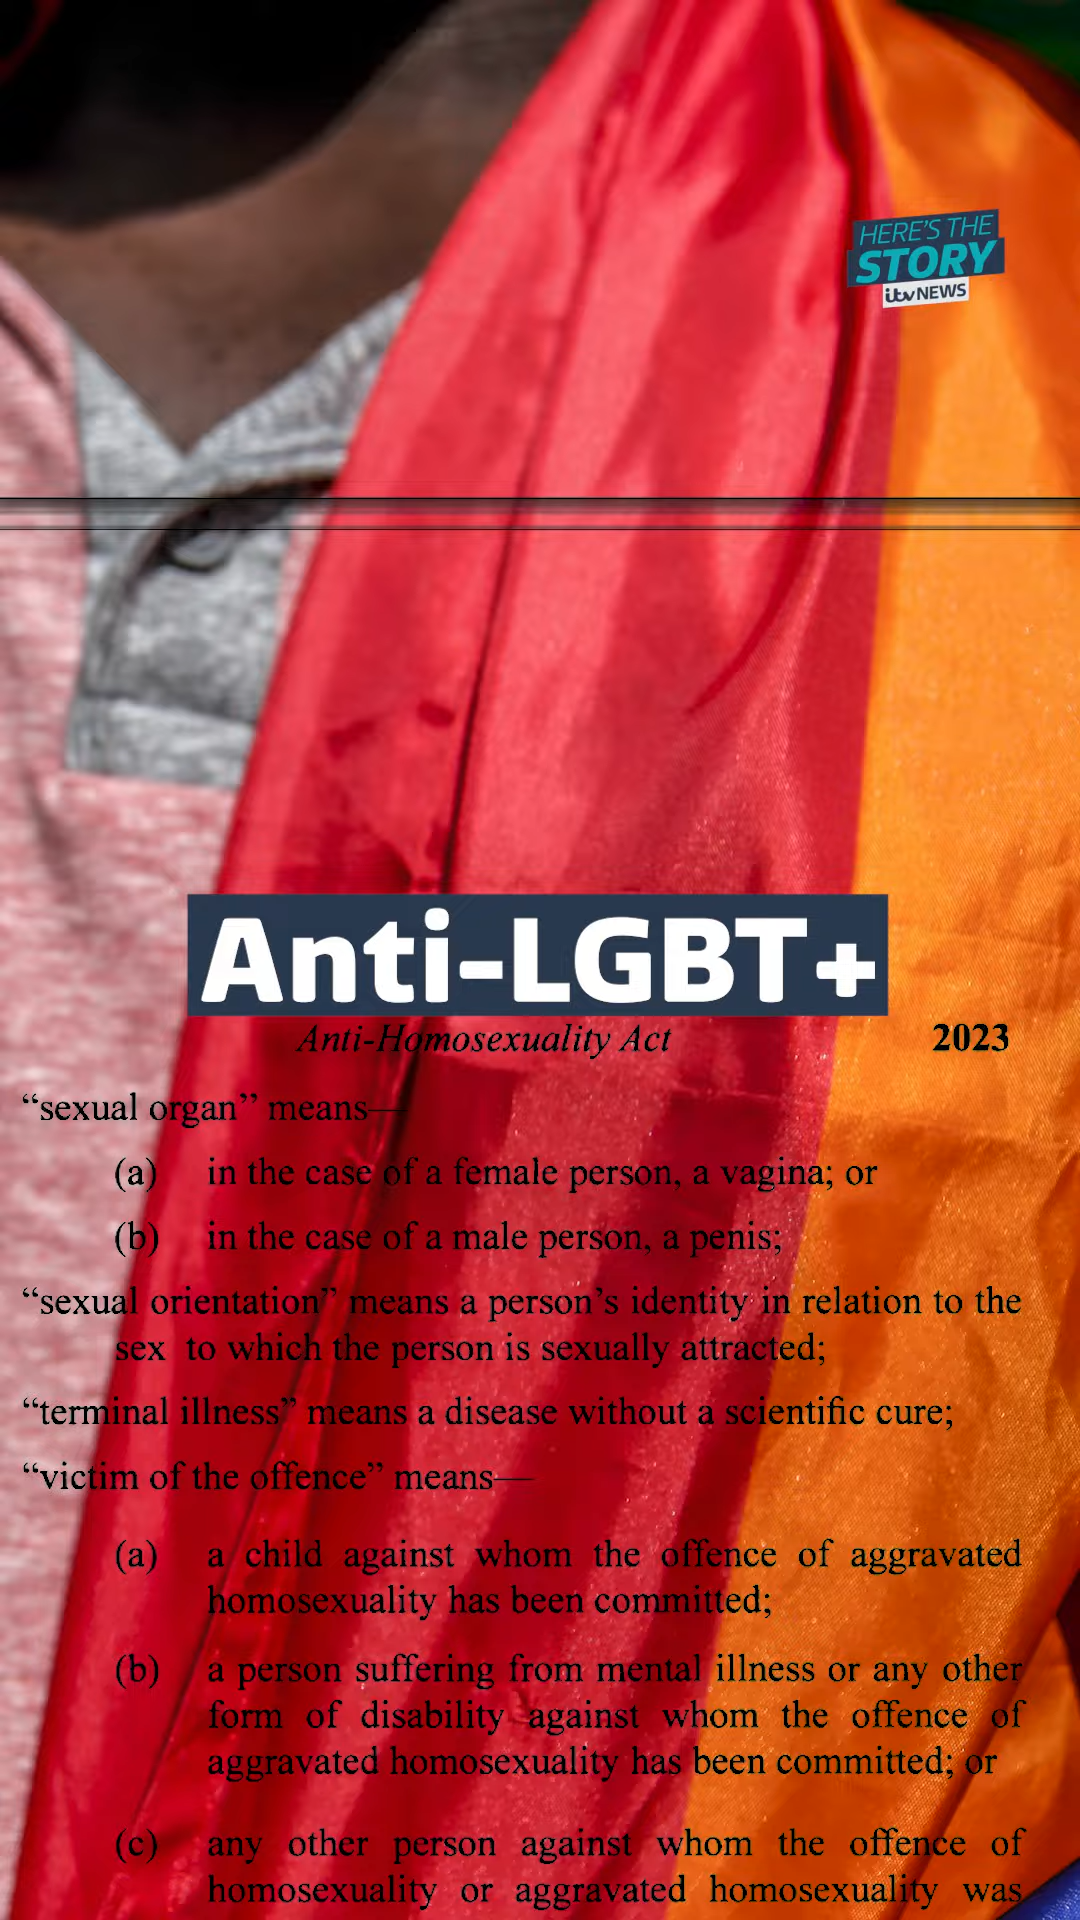 HERE'S THE
STORY
itv NEWS
Anti-LGBT+
Anti-Homosexuality Act 2023
“sexual organ” means—
(a) in the case of a female person, a vagina; or
(b) in the case of a male person, a penis;
“sexual orientation” means a person’s identity in relation to the
sex to which the person is sexually attracted;
“terminal illness” means a disease without a scientific cure;
“victim of the offence” means—
(a) a child against whom the offence of aggravated
homosexuality has been committed;
(b) a person suffering from mental illness or any other
form of disability against whom the offence of
aggravated homosexuality has been committed; or
(c) any other person against whom the offence of
homosexuality or aggravated homosexuality was